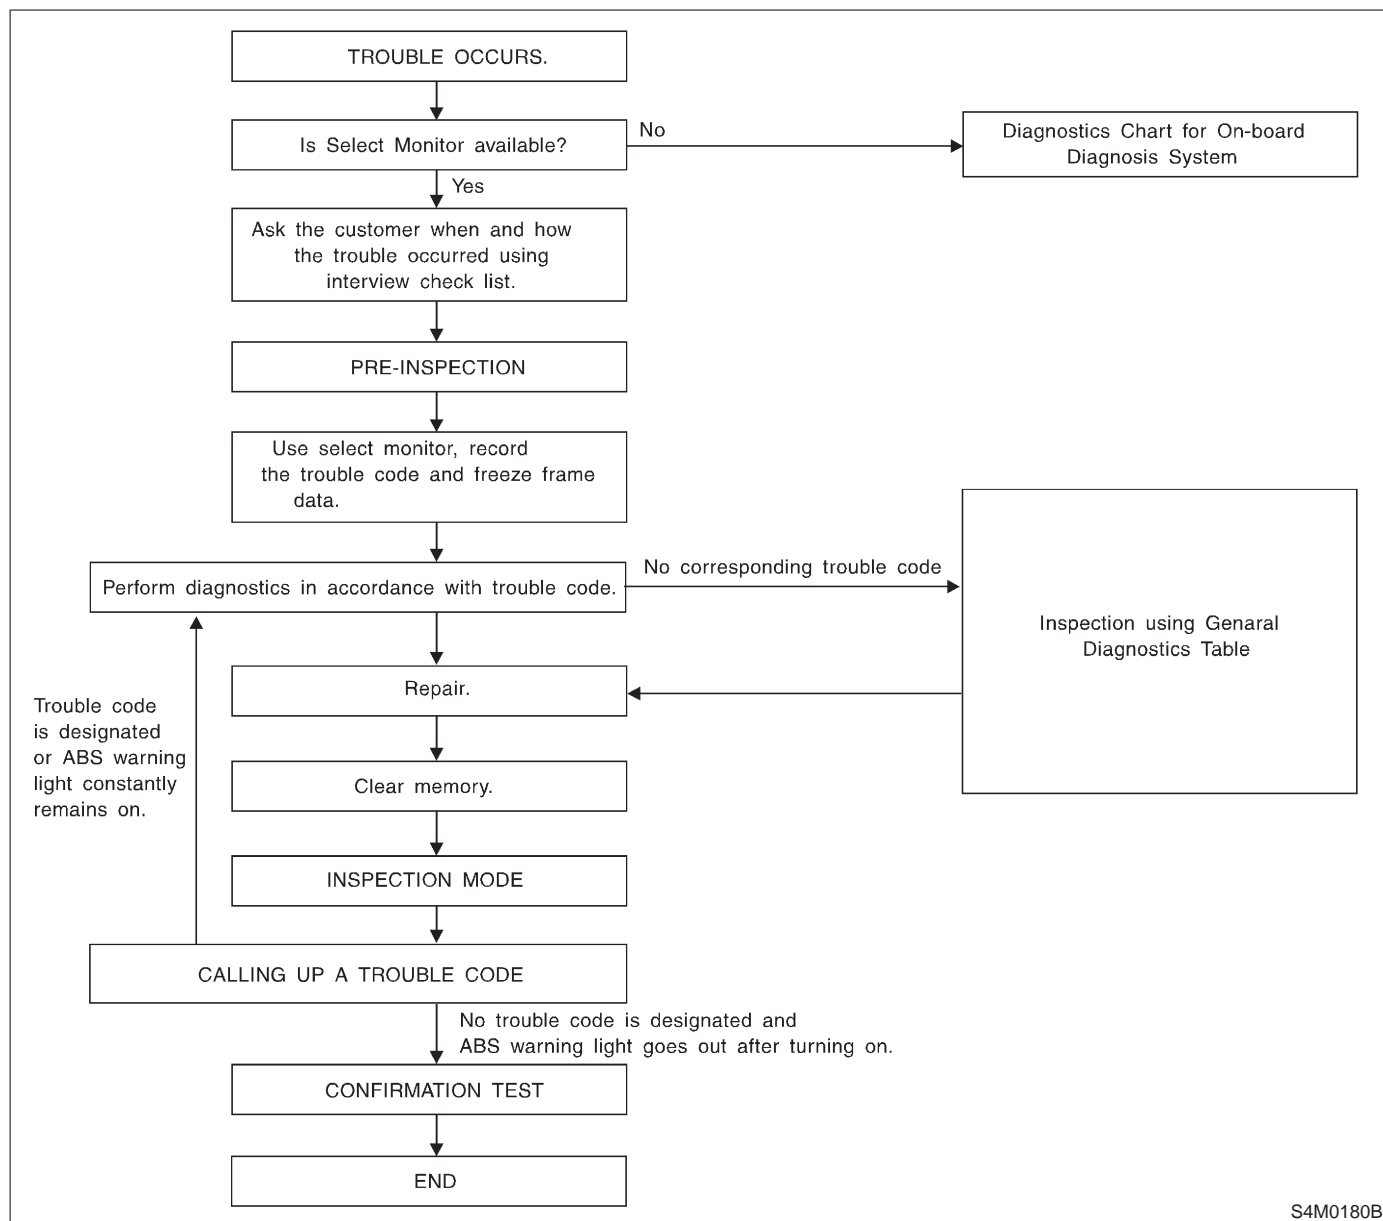 TROUBLE OCCURS.
Is Select Monitor available?
No
Diagnostics Chart for On-board
Diagnosis System
Yes
Ask the customer when and how
the trouble occurred using
interview check list.
PRE-INSPECTION
Use select monitor, record
the trouble code and freeze frame
data.
Perform diagnostics in accordance with trouble code.
No corresponding trouble code
Inspection using Genaral
Diagnostics Table
Repair.
Trouble code
is designated
or ABS warning
light constantly
remains on.
Clear memory.
INSPECTION MODE
CALLING UP A TROUBLE CODE
No trouble code is designated and
ABS warning light goes out after turning on.
CONFIRMATION TEST
END
S4M0180B